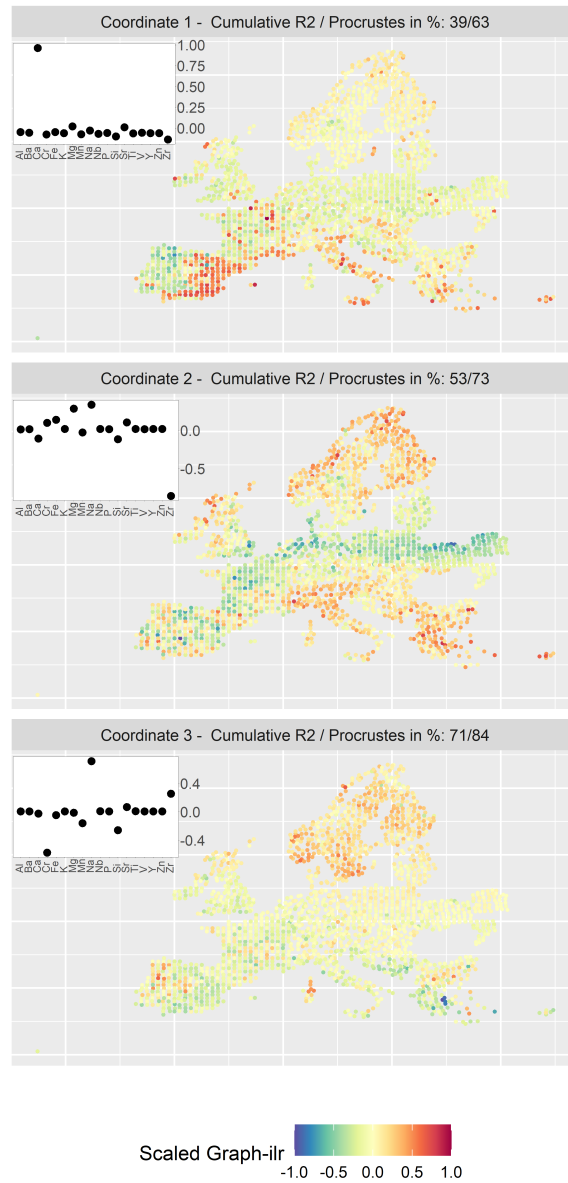 Coordinate 1 - Cumulative R2 / Procrustes in %: 39/63
1.00
0.75
0.50
0.25
0.00
Al Ba Ca Cr Fe K Mg Mn Na Nb P Si Sr Ti V Y Zn Zr
Coordinate 2 - Cumulative R2 / Procrustes in %: 53/73
0.0
-0.5
Al Ba Ca Cr Fe K Mg Mn Na Nb P Si Sr Ti V Y Zn Zr
Coordinate 3 - Cumulative R2 / Procrustes in %: 71/84
0.4
0.0
-0.4
Al Ba Ca Cr Fe K Mg Mn Na Nb P Si Sr Ti V Y Zn Zr
Scaled Graph-ilr
-1.0 -0.5 0.0 0.5 1.0